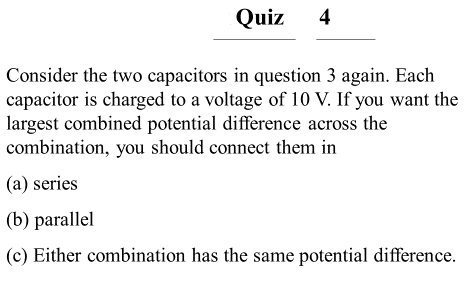 Quiz 4
Consider the two capacitors in question 3 again. Each
capacitor is charged to a voltage of 10 V. If you want the
largest combined potential difference across the
combination, you should connect them in
(a) series
(b) parallel
(c) Either combination has the same potential difference.